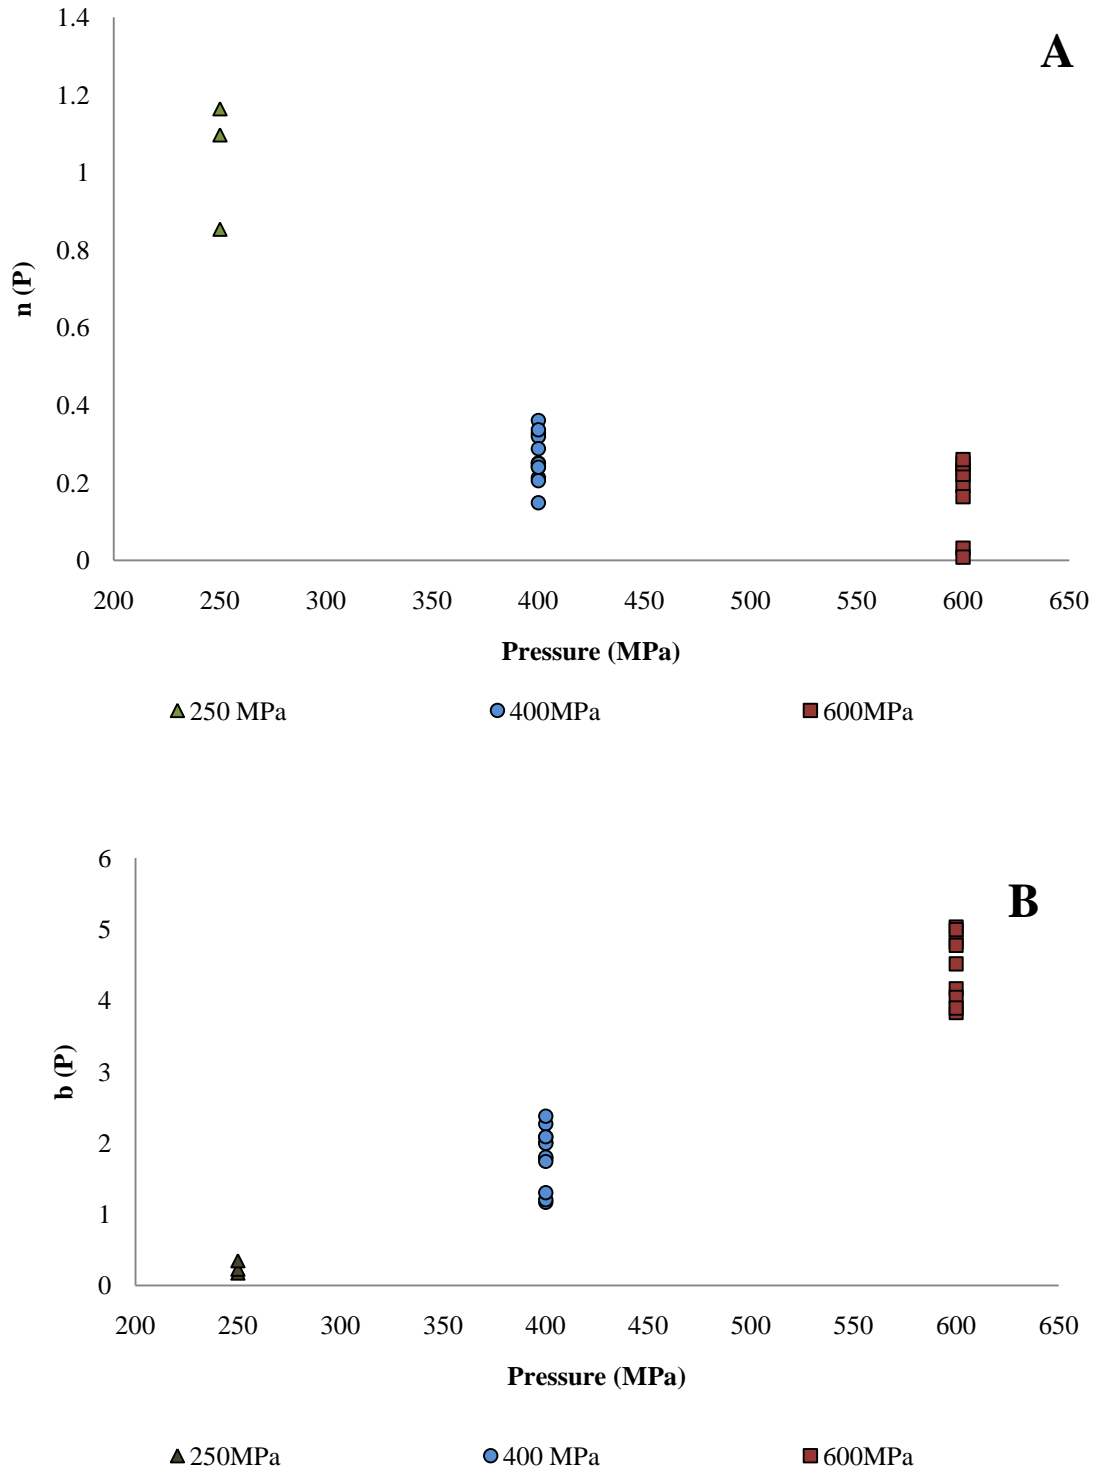 A
1.4
1.2
1
0.8
0.6
0.4
0.2
0
n (P)
200 250 300 350 400 450 500 550 600 650
Pressure (MPa)
250 MPa 400MPa 600MPa
B
6
5
4
3
2
1
0
b (P)
200 250 300 350 400 450 500 550 600 650
Pressure (MPa)
250MPa 400 MPa 600MPa